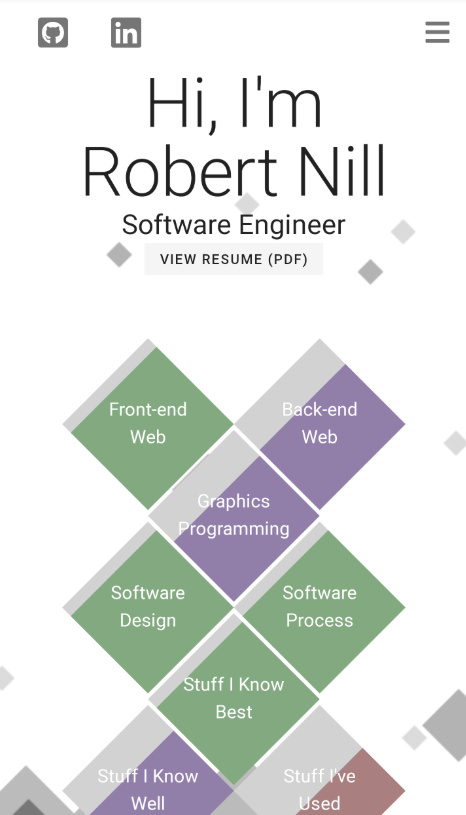 in
Hi, I'm
Robert Nill
Software Engineer
VIEW RESUME (PDF)
Front-end
Web
Back-end
Web
Graphics
Programming
Software
Design
Software
Process
Stuff I Know
Best
Stuff I Know
Well
Stuff I've
Used